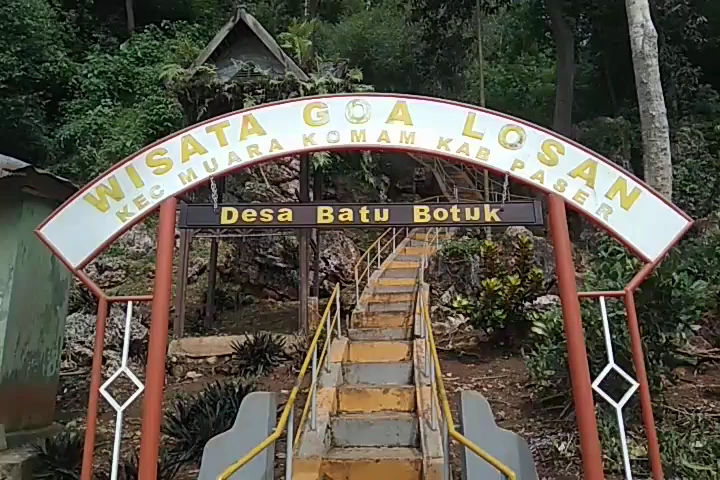 WISATA GOA LOSAN
KEC MUARA KOMAM KAB PASER
Desa Batu Botuk